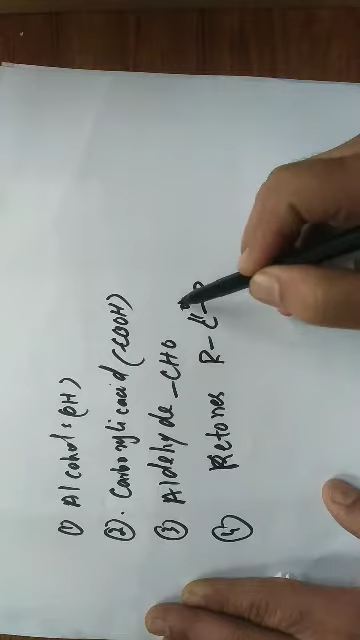 ① Alcohol : (OH)
②. Carboxylic acid (-COOH)
③ Aldehyde -CHO
④ Ketones R-C-